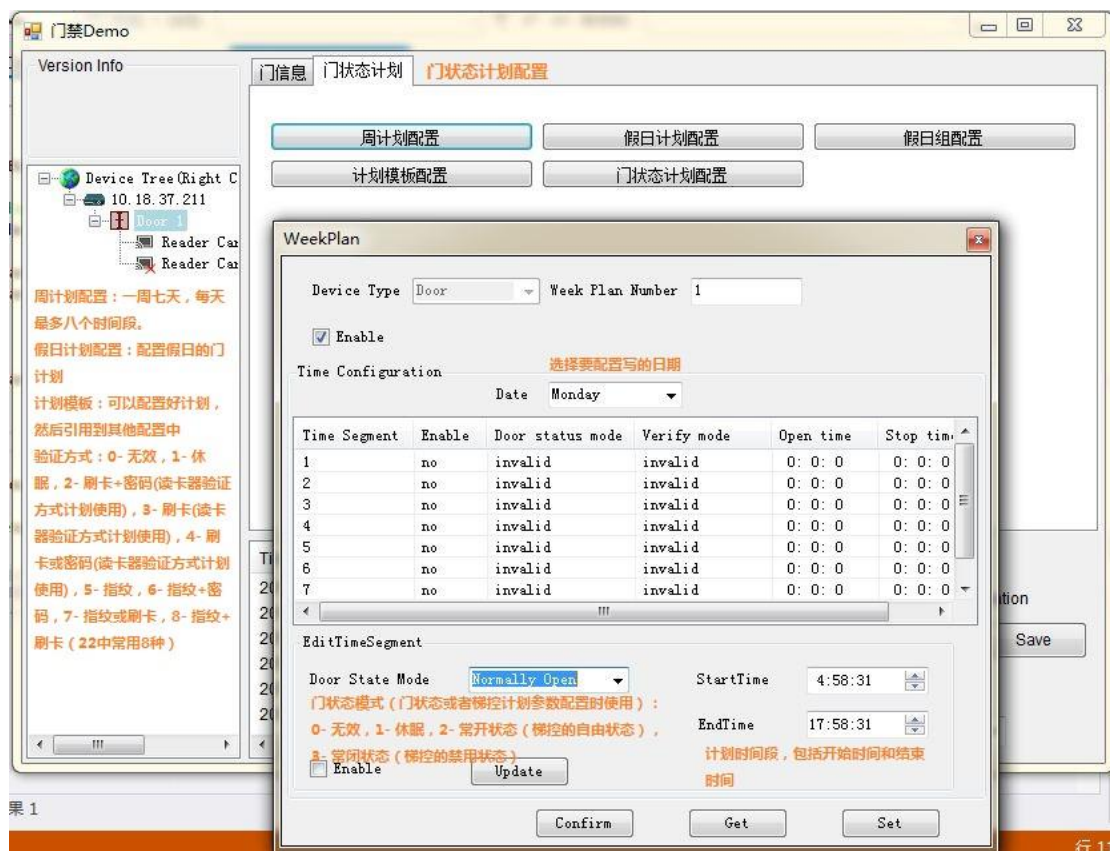 门禁Demo
Version Info
门信息 门状态计划 门状态计划配置
周计划配置 假日计划配置 假日组配置
计划模板配置 门状态计划配置
Device Tree(Right C
10.18.37.211
Door 1
Reader Car
Reader Car
周计划配置：一周七天，每天
最多八个时间段。
假日计划配置：配置假日的门
计划
计划模板：可以配置好计划，
然后引用到其他配置中
验证方式：0- 无效，1- 休
眠，2- 刷卡+密码(读卡器验证
方式计划使用)，3- 刷卡(读卡
器验证方式计划使用)，4- 刷
卡或密码(读卡器验证方式计划
使用)，5- 指纹，6- 指纹+密
码，7- 指纹或刷卡，8- 指纹+
刷卡（22中常用8种）
WeekPlan
Device Type Door Week Plan Number 1
Enable
选择要配置写的日期
Time Configuration
Date Monday
Time Segment Enable Door status mode Verify mode Open time Stop tim
1 no invalid invalid 0: 0: 0 0: 0: 0
2 no invalid invalid 0: 0: 0 0: 0: 0
3 no invalid invalid 0: 0: 0 0: 0: 0
4 no invalid invalid 0: 0: 0 0: 0: 0
5 no invalid invalid 0: 0: 0 0: 0: 0
6 no invalid invalid 0: 0: 0 0: 0: 0
7 no invalid invalid 0: 0: 0 0: 0: 0
EditTimeSegment
Door State Mode Normally Open StartTime 4:58:31
门状态模式（门状态或者梯控计划参数配置时使用）：
0- 无效，1- 休眠，2- 常开状态（梯控的自由状态），
3- 常闭状态（梯控的禁用状态）
EndTime 17:58:31
计划时间段，包括开始时间和结束
时间
Enable Update
Confirm Get Set
Ti
20
20
20
20
20
20
tion
Save
果 1
行 1